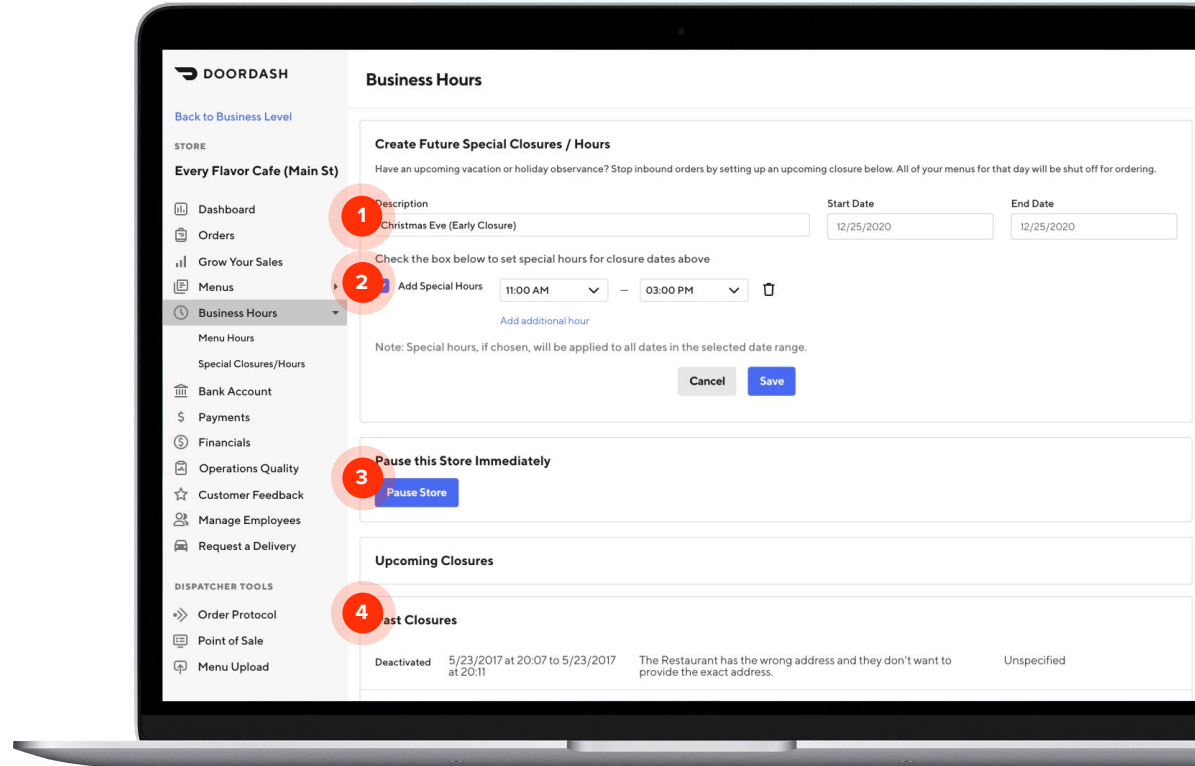 DOORDASH
Back to Business Level
STORE
Every Flavor Cafe (Main St)
Dashboard
Orders
Grow Your Sales
Menus
Business Hours
Menu Hours
Special Closures/Hours
Bank Account
Payments
Financials
Operations Quality
Customer Feedback
Manage Employees
Request a Delivery
DISPATCHER TOOLS
Order Protocol
Point of Sale
Menu Upload
Business Hours
Create Future Special Closures / Hours
Have an upcoming vacation or holiday observance? Stop inbound orders by setting up an upcoming closure below. All of your menus for that day will be shut off for ordering.
1
Description
Start Date
End Date
Christmas Eve (Early Closure)
12/25/2020
12/25/2020
Check the box below to set special hours for closure dates above
2
Add Special Hours
11:00 AM
–
03:00 PM
Add additional hour
Note: Special hours, if chosen, will be applied to all dates in the selected date range.
Cancel
Save
Pause this Store Immediately
3
Pause Store
Upcoming Closures
4
Past Closures
Deactivated
5/23/2017 at 20:07 to 5/23/2017
at 20:11
The Restaurant has the wrong address and they don't want to
provide the exact address.
Unspecified